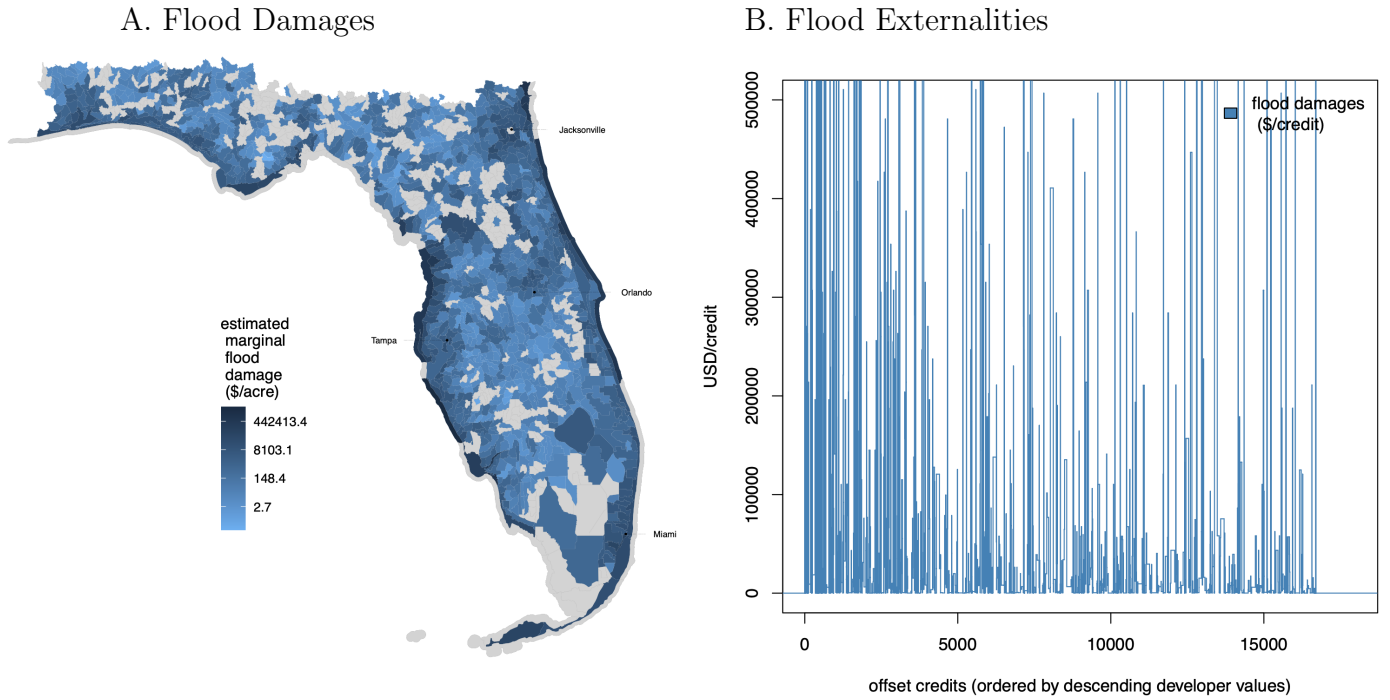 A. Flood Damages
Jacksonville
Orlando
Tampa
Miami
estimated
marginal
flood
damage
($/acre)
442413.4
8103.1
148.4
2.7
B. Flood Externalities
flood damages
($/credit)
USD/credit
500000
400000
300000
200000
100000
0
0 5000 10000 15000
offset credits (ordered by descending developer values)